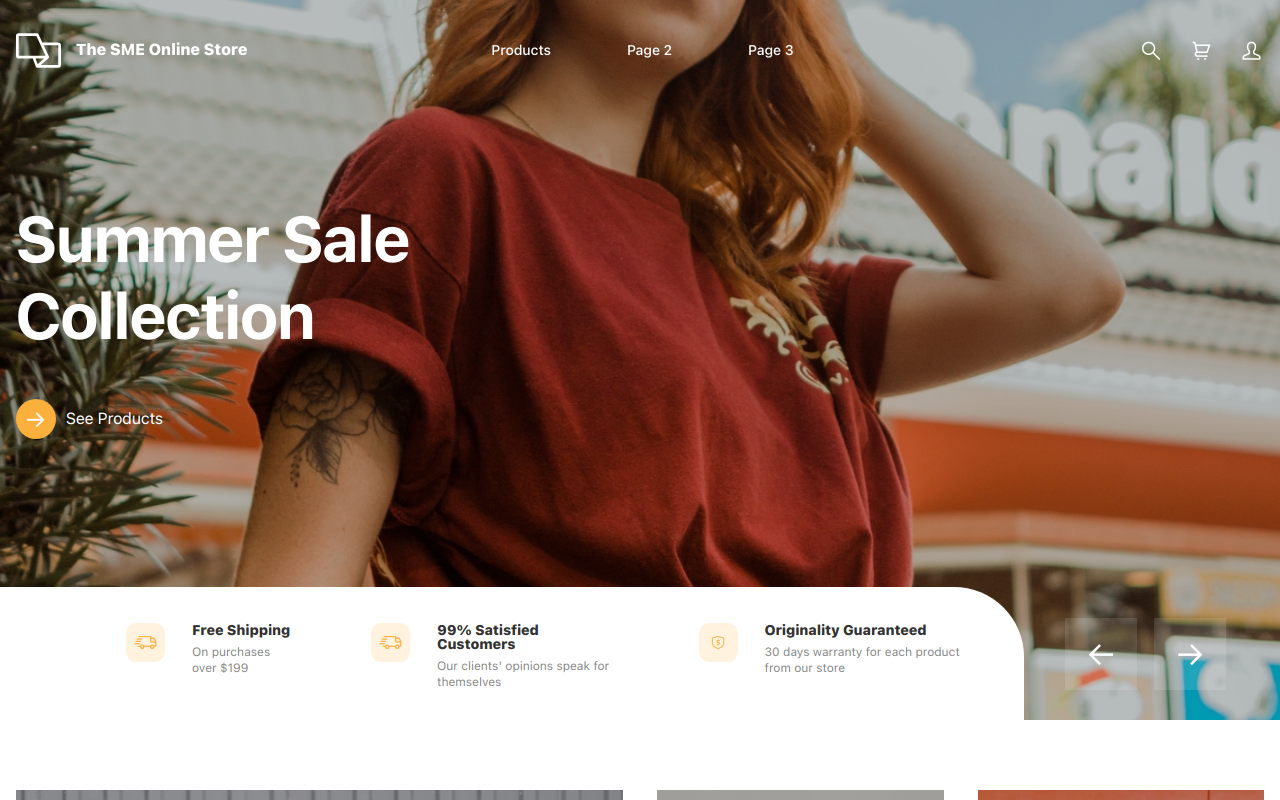 The SME Online Store
Products
Page 2
Page 3
nald
Summer Sale
Collection
See Products
Free Shipping
On purchases
over $199
99% Satisfied
Customers
Our clients' opinions speak for
themselves
Originality Guaranteed
30 days warranty for each product
from our store